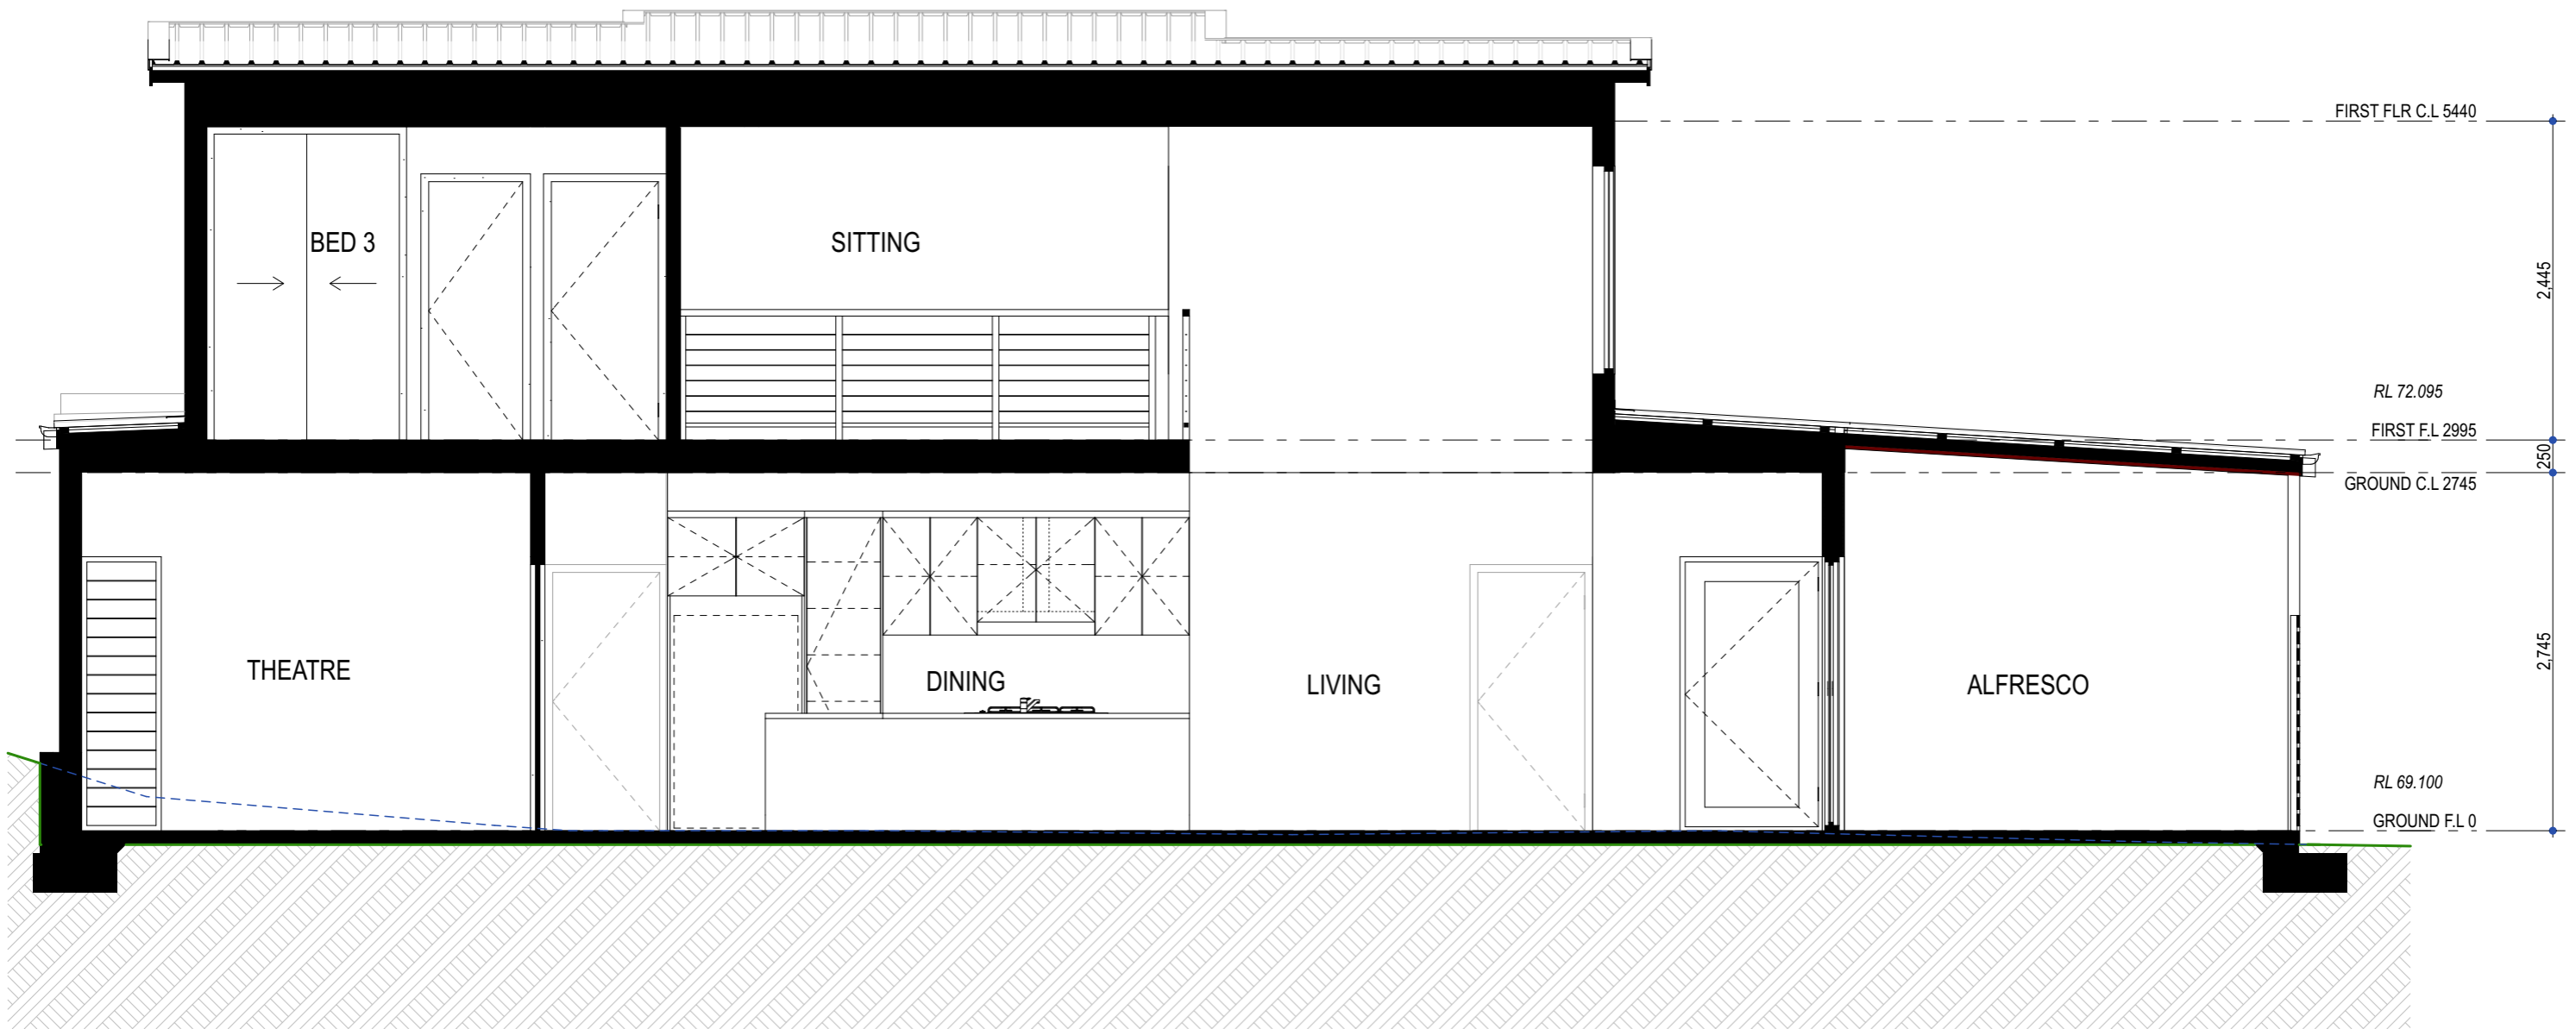 FIRST FLR C.L 5440
BED 3
SITTING
2,445
RL 72.095
FIRST F.L 2995
250
GROUND C.L 2745
THEATRE
DINING
LIVING
ALFRESCO
2,745
RL 69.100
GROUND F.L 0